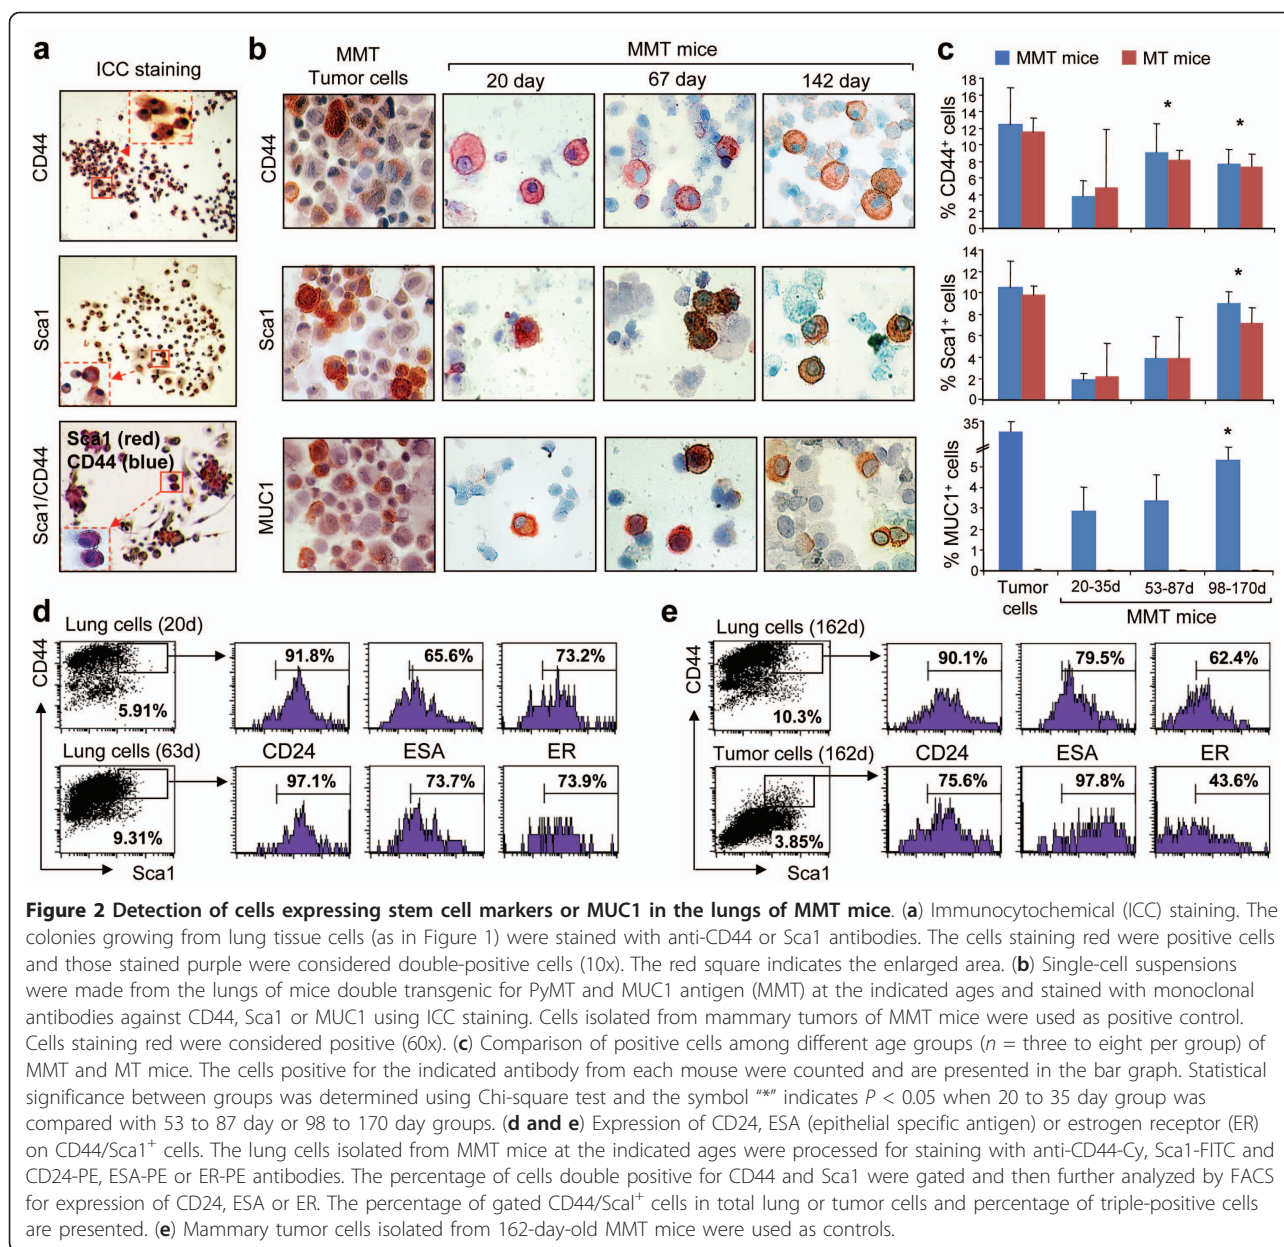 a
ICC staining
CD44
Sca1
Sca1/CD44
Sca1 (red)
CD44 (blue)
b
MMT
Tumor cells
MMT mice
20 day
67 day
142 day
CD44
Sca1
MUC1
c
MMT mice
MT mice
% CD44+ cells
18
16
14
12
10
8
6
4
2
0
*
*
% Sca1+ cells
14
12
10
8
6
4
2
0
*
% MUC1+ cells
35
5
4
3
2
1
0
*
Tumor
cells
20-35d
53-87d
98-170d
MMT mice
d
Lung cells (20d)
CD44
5.91%
91.8%
65.6%
73.2%
Lung cells (63d)
CD24
ESA
ER
9.31%
97.1%
73.7%
73.9%
Sca1
e
Lung cells (162d)
CD44
10.3%
90.1%
79.5%
62.4%
Tumor cells (162d)
CD24
ESA
ER
3.85%
75.6%
97.8%
43.6%
Sca1
Figure 2 Detection of cells expressing stem cell markers or MUC1 in the lungs of MMT mice. (a) Immunocytochemical (ICC) staining. The
colonies growing from lung tissue cells (as in Figure 1) were stained with anti-CD44 or Sca1 antibodies. The cells staining red were positive cells
and those stained purple were considered double-positive cells (10x). The red square indicates the enlarged area. (b) Single-cell suspensions
were made from the lungs of mice double transgenic for PyMT and MUC1 antigen (MMT) at the indicated ages and stained with monoclonal
antibodies against CD44, Sca1 or MUC1 using ICC staining. Cells isolated from mammary tumors of MMT mice were used as positive control.
Cells staining red were considered positive (60x). (c) Comparison of positive cells among different age groups (n = three to eight per group) of
MMT and MT mice. The cells positive for the indicated antibody from each mouse were counted and are presented in the bar graph. Statistical
significance between groups was determined using Chi-square test and the symbol "*" indicates P < 0.05 when 20 to 35 day group was
compared with 53 to 87 day or 98 to 170 day groups. (d and e) Expression of CD24, ESA (epithelial specific antigen) or estrogen receptor (ER)
on CD44/Sca1+ cells. The lung cells isolated from MMT mice at the indicated ages were processed for staining with anti-CD44-Cy, Sca1-FITC and
CD24-PE, ESA-PE or ER-PE antibodies. The percentage of cells double positive for CD44 and Sca1 were gated and then further analyzed by FACS
for expression of CD24, ESA or ER. The percentage of gated CD44/Scal+ cells in total lung or tumor cells and percentage of triple-positive cells
are presented. (e) Mammary tumor cells isolated from 162-day-old MMT mice were used as controls.